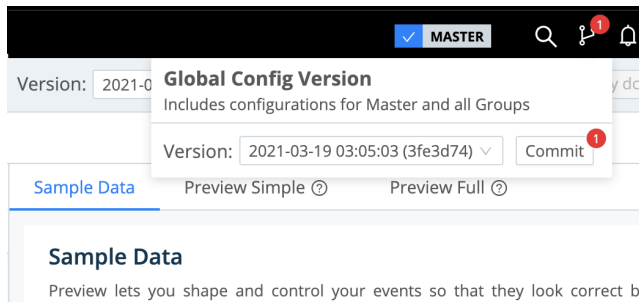 MASTER 1
Version: 2021-0 Global Config Version
Includes configurations for Master and all Groups
Version: 2021-03-19 03:05:03 (3fe3d74) Commit 1
Sample Data Preview Simple ? Preview Full ?
Sample Data
Preview lets you shape and control your events so that they look correct b